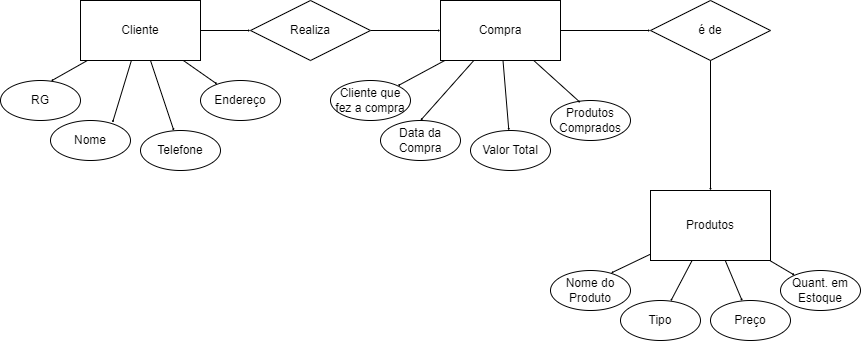 Cliente
Realiza
Compra
é de
RG
Nome
Telefone
Endereço
Cliente que
fez a compra
Data da
Compra
Valor Total
Produtos
Comprados
Produtos
Nome do
Produto
Tipo
Preço
Quant. em
Estoque